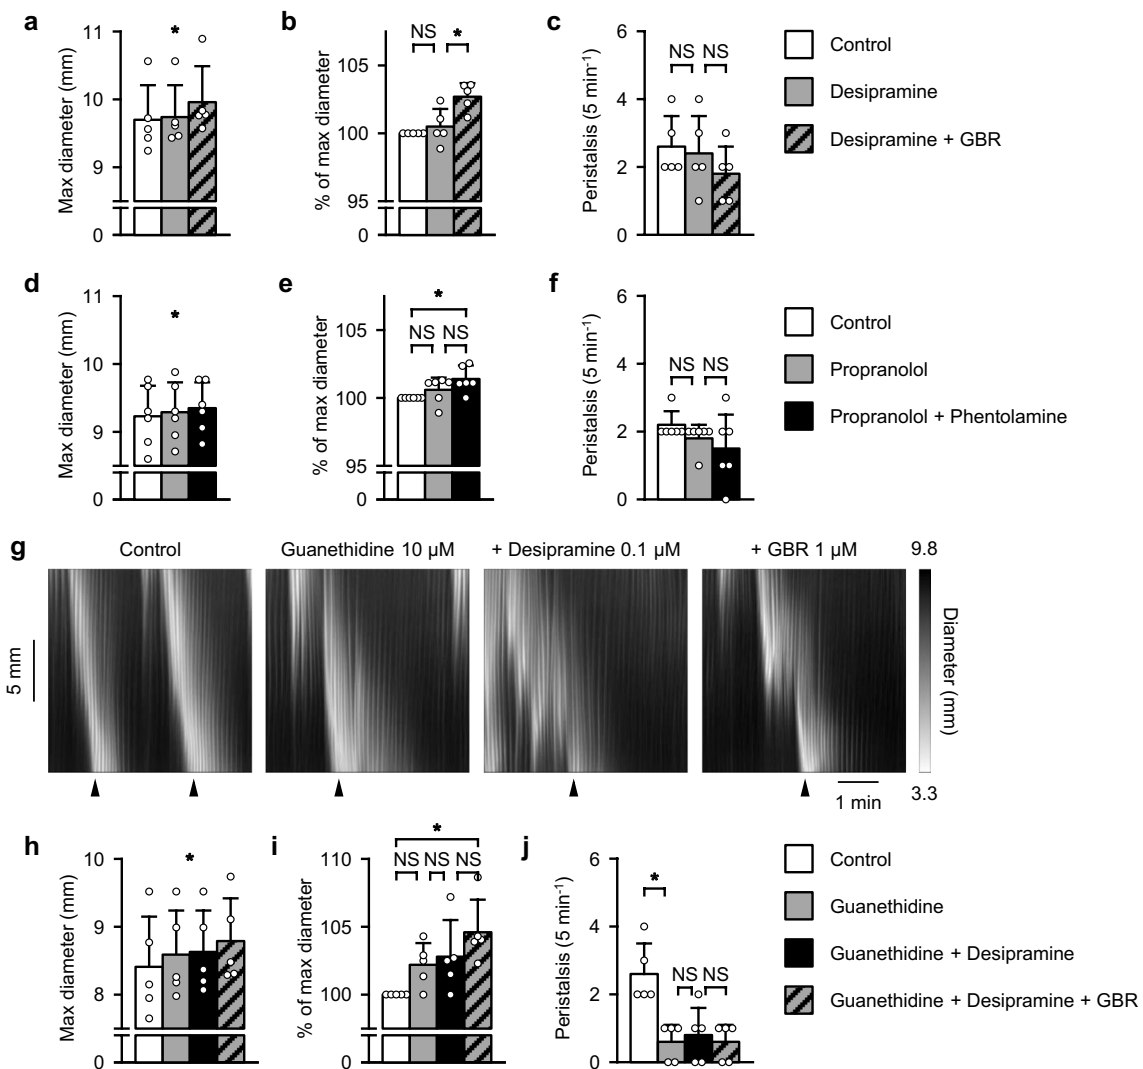 a
Max diameter (mm)
11
10
9
0
*
b
% of max diameter
105
100
95
0
NS
*
c
Peristalsis (5 min-1)
6
4
2
0
NS
NS
Control
Desipramine
Desipramine + GBR
d
Max diameter (mm)
11
10
9
0
*
e
% of max diameter
105
100
95
0
*
NS
NS
f
Peristalsis (5 min-1)
6
4
2
0
NS
NS
Control
Propranolol
Propranolol + Phentolamine
g
Control
Guanethidine 10 μM
+ Desipramine 0.1 μM
+ GBR 1 μM
9.8
Diameter (mm)
3.3
5 mm
1 min
h
Max diameter (mm)
10
9
8
0
*
i
% of max diameter
110
105
100
0
*
NS
NS
NS
j
Peristalsis (5 min-1)
6
4
2
0
*
NS
NS
Control
Guanethidine
Guanethidine + Desipramine
Guanethidine + Desipramine + GBR